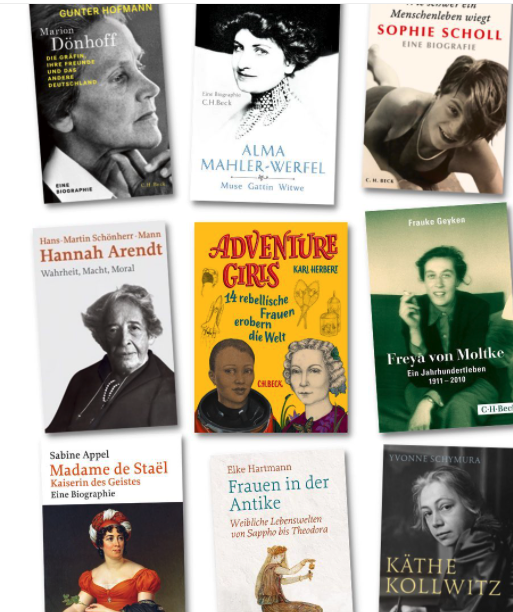 GUNTER HOFMANN
Marion
Dönhoff
DIE GRÄFIN,
IHRE FREUNDE
UND DAS
ANDERE
DEUTSCHLAND
EINE
BIOGRAPHIE
C.H.Beck
Eine Biographie
C.H.Beck
ALMA
MAHLER-WERFEL
Muse Gattin Witwe
schwer ein
Menschenleben wiegt
SOPHIE SCHOLL
EINE BIOGRAFIE
C.H.BECK
Hans-Martin Schönherr-Mann
Hannah Arendt
Wahrheit, Macht, Moral
ADVENTURE
GIRLS
KARL HERBERT
14 rebellische
Frauen
erobern
die Welt
C.H.BECK
Frauke Geyken
Freya von Moltke
Ein Jahrhundertleben
1911–2010
C·H·Beck
Sabine Appel
Madame de Staël
Kaiserin des Geistes
Eine Biographie
Elke Hartmann
Frauen in der
Antike
Weibliche Lebenswelten
von Sappho bis Theodora
YVONNE SCHYMURA
KÄTHE
KOLLWITZ